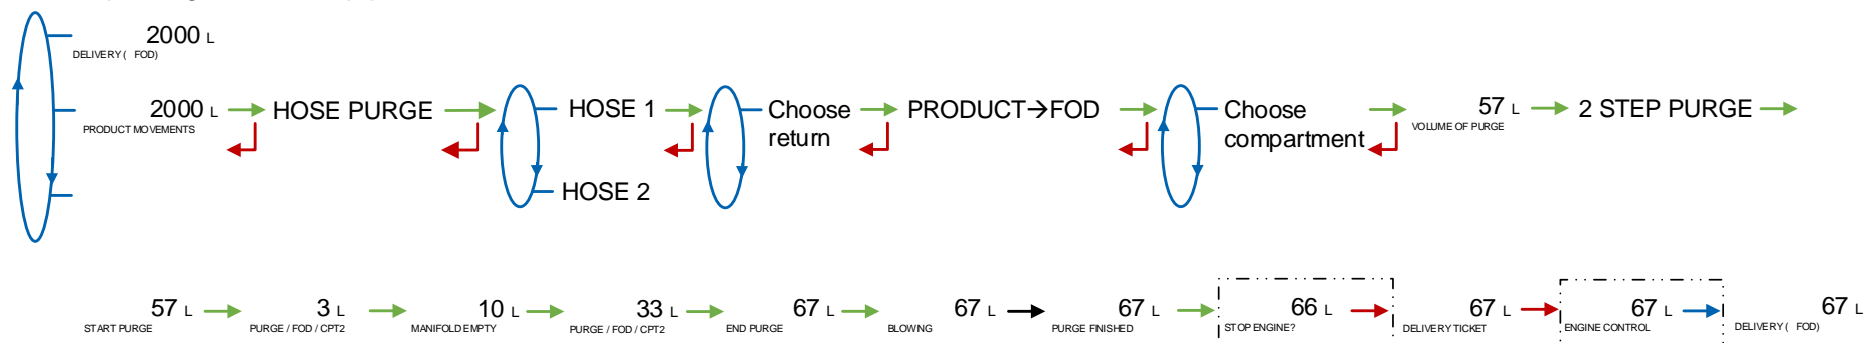 2000 L
DELIVERY ( FOD)
2000 L
PRODUCT MOVEMENTS
HOSE PURGE
HOSE 1
HOSE 2
Choose
return
PRODUCT→FOD
Choose
compartment
57 L
VOLUME OF PURGE
2 STEP PURGE
57 L
START PURGE
3 L
PURGE / FOD / CPT2
10 L
MANIFOLD EMPTY
33 L
PURGE / FOD / CPT2
67 L
END PURGE
67 L
BLOWING
67 L
PURGE FINISHED
66 L
STOP ENGINE?
67 L
DELIVERY TICKET
67 L
ENGINE CONTROL
67 L
DELIVERY ( FOD)